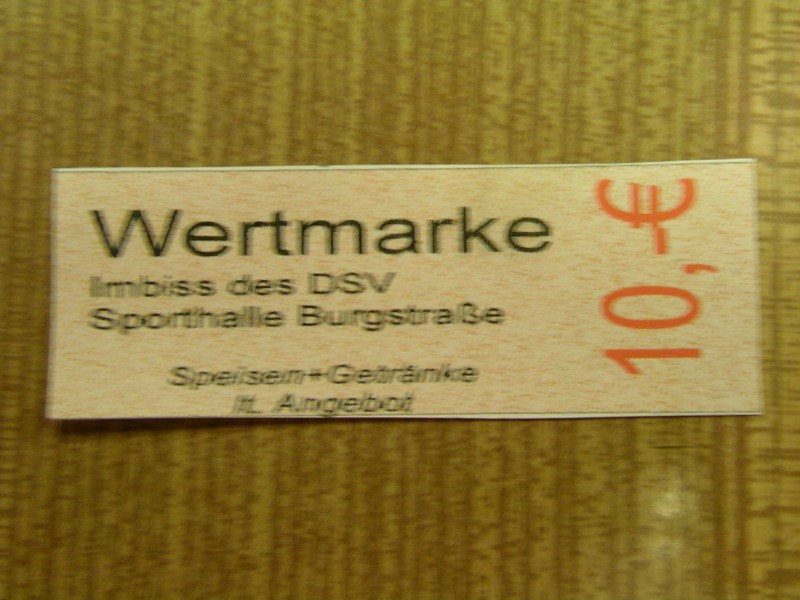 Wertmarke
Imbiss des DSV
Sporthalle Burgstraße
Speisen+Getränke
lt. Angebot
10,-€